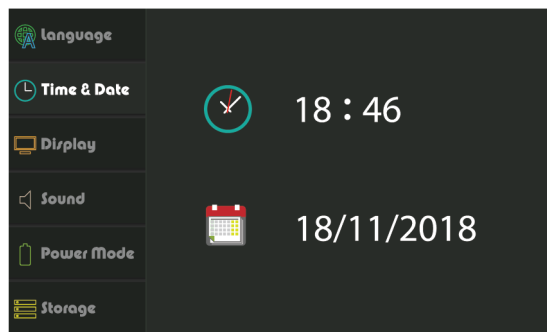 Language
Time & Date
Display
Sound
Power Mode
Storage
18 : 46
18/11/2018